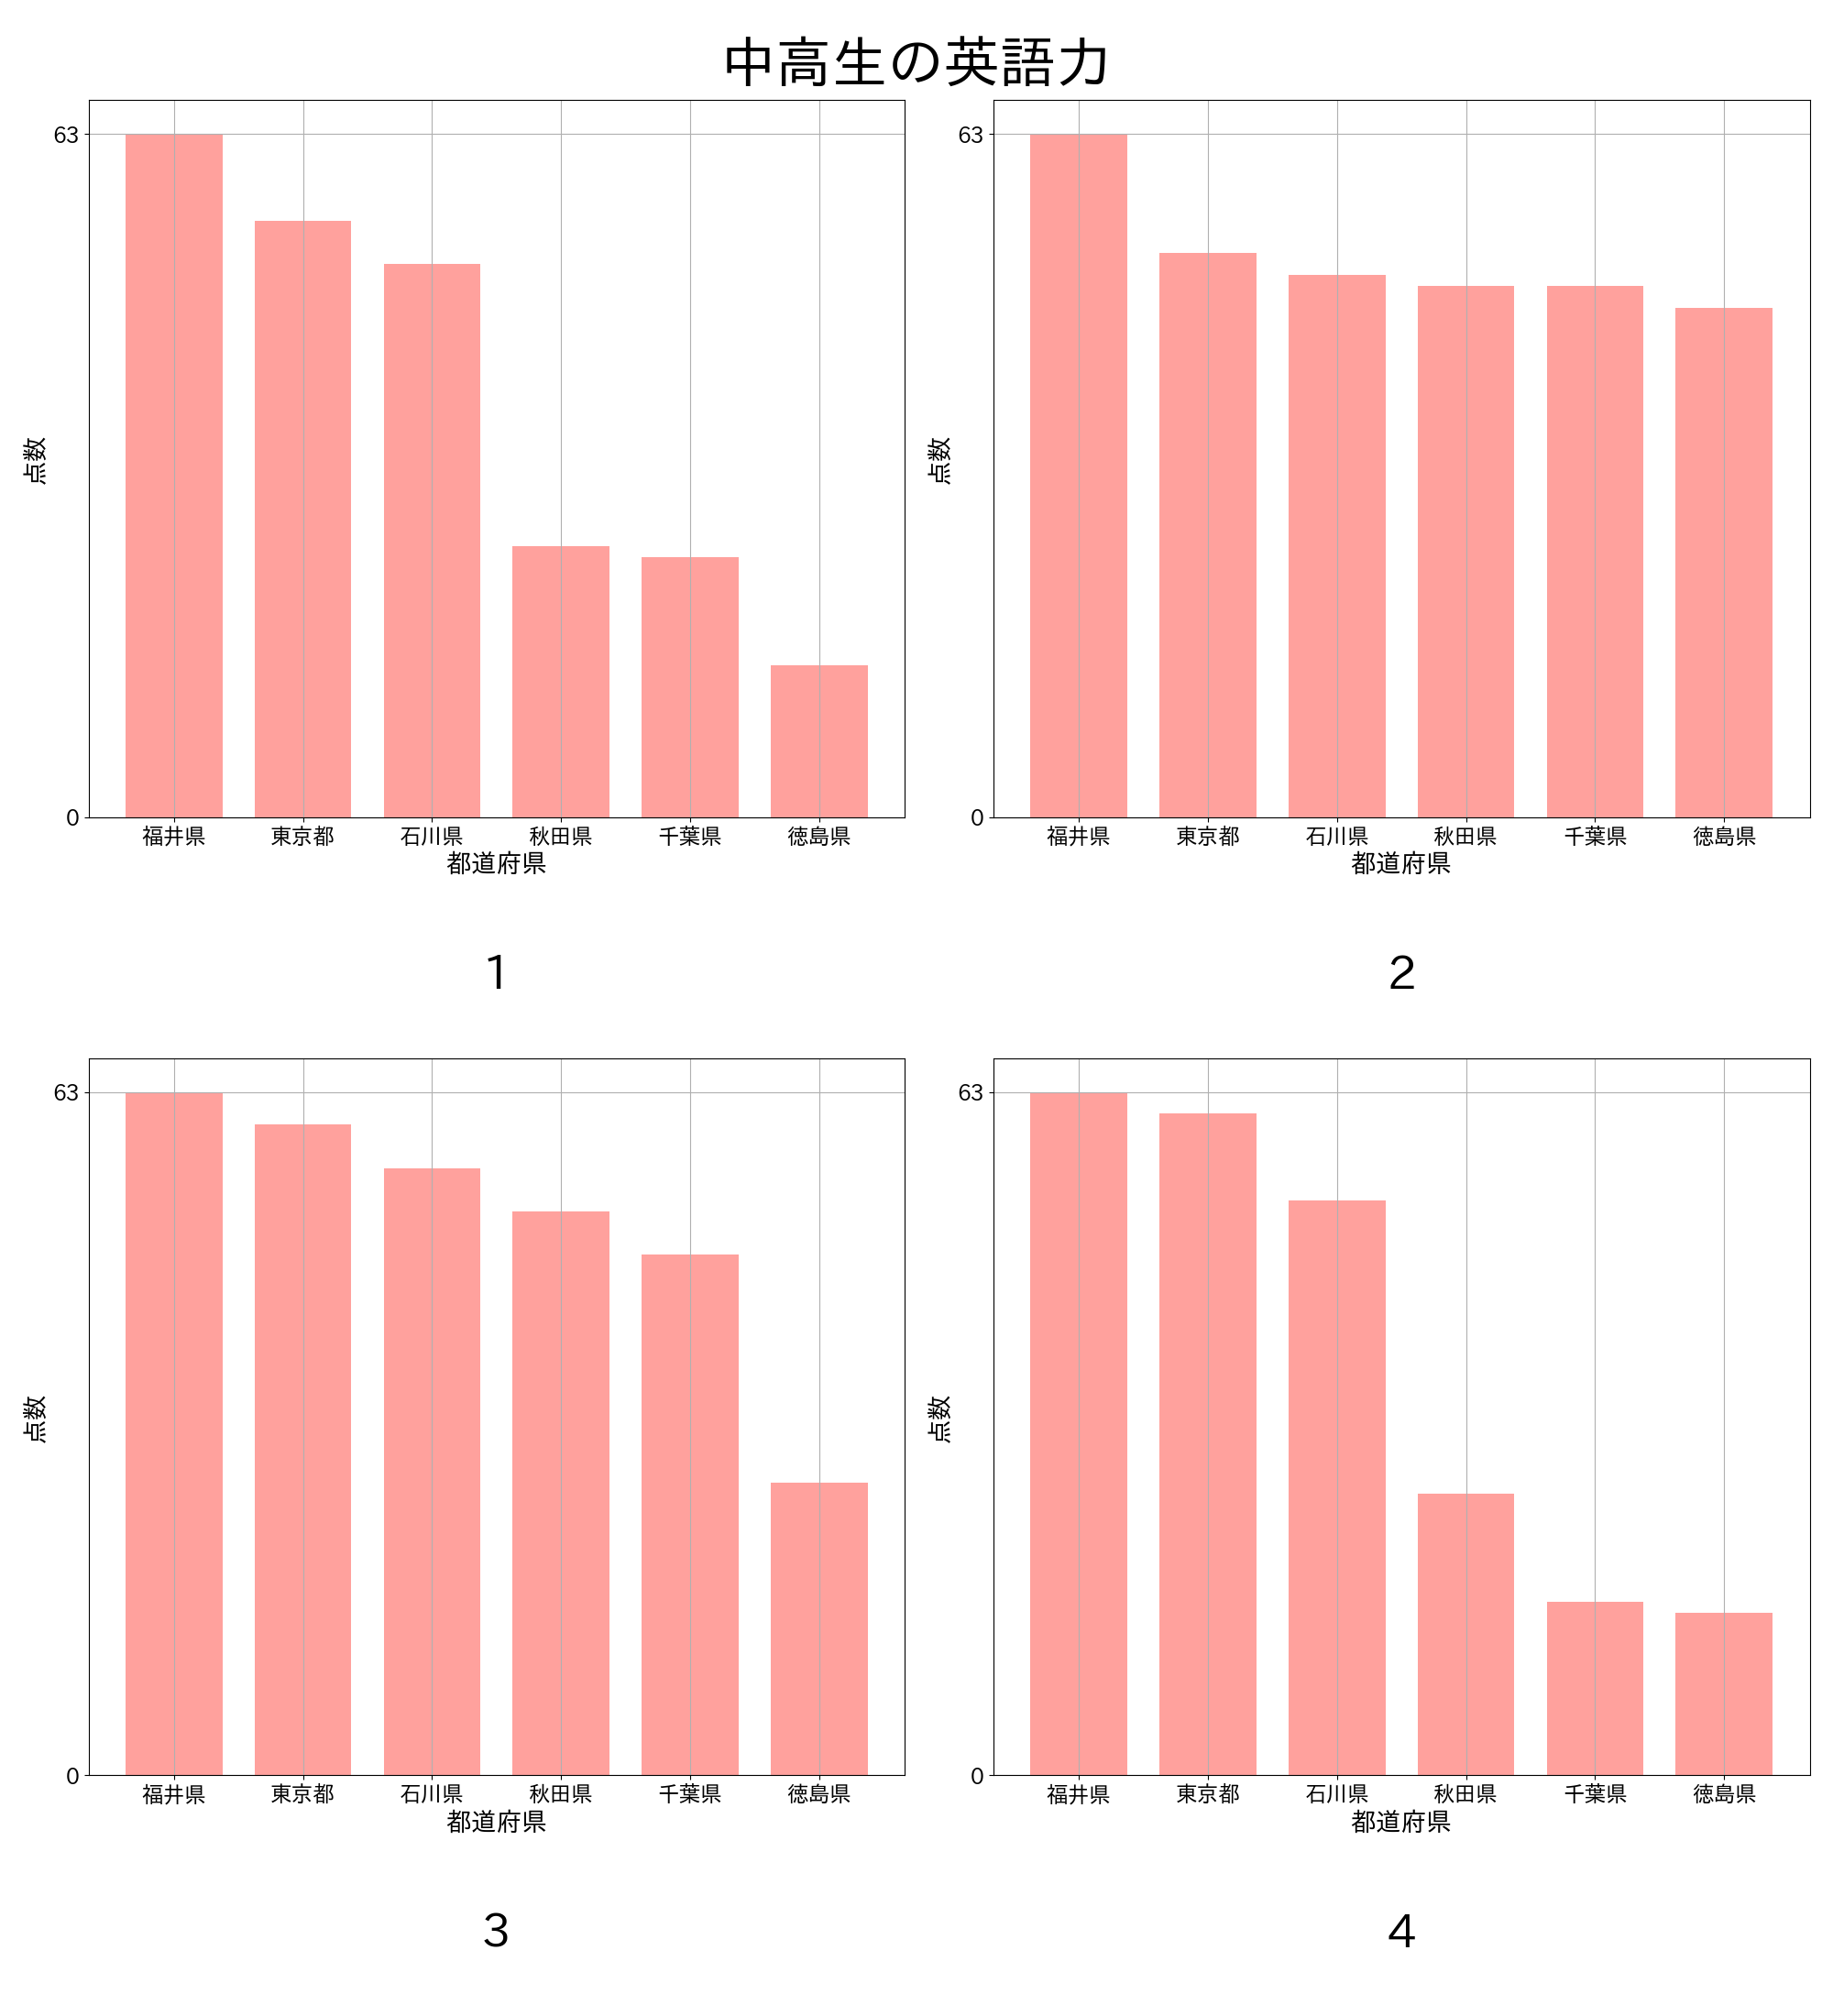 中高生の英語力
63
0
点数
福井県 東京都 石川県 秋田県 千葉県 徳島県
都道府県
1
63
0
点数
福井県 東京都 石川県 秋田県 千葉県 徳島県
都道府県
2
63
0
点数
福井県 東京都 石川県 秋田県 千葉県 徳島県
都道府県
3
63
0
点数
福井県 東京都 石川県 秋田県 千葉県 徳島県
都道府県
4